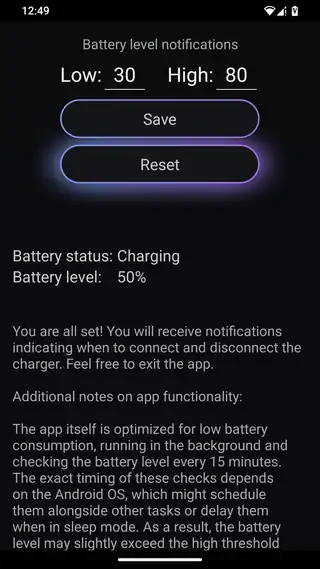 12:49
Battery level notifications
Low: 30 High: 80
Save
Reset
Battery status: Charging
Battery level: 50%
You are all set! You will receive notifications
indicating when to connect and disconnect the
charger. Feel free to exit the app.
Additional notes on app functionality:
The app itself is optimized for low battery
consumption, running in the background and
checking the battery level every 15 minutes.
The exact timing of these checks depends
on the Android OS, which might schedule
them alongside other tasks or delay them
when in sleep mode. As a result, the battery
level may slightly exceed the high threshold